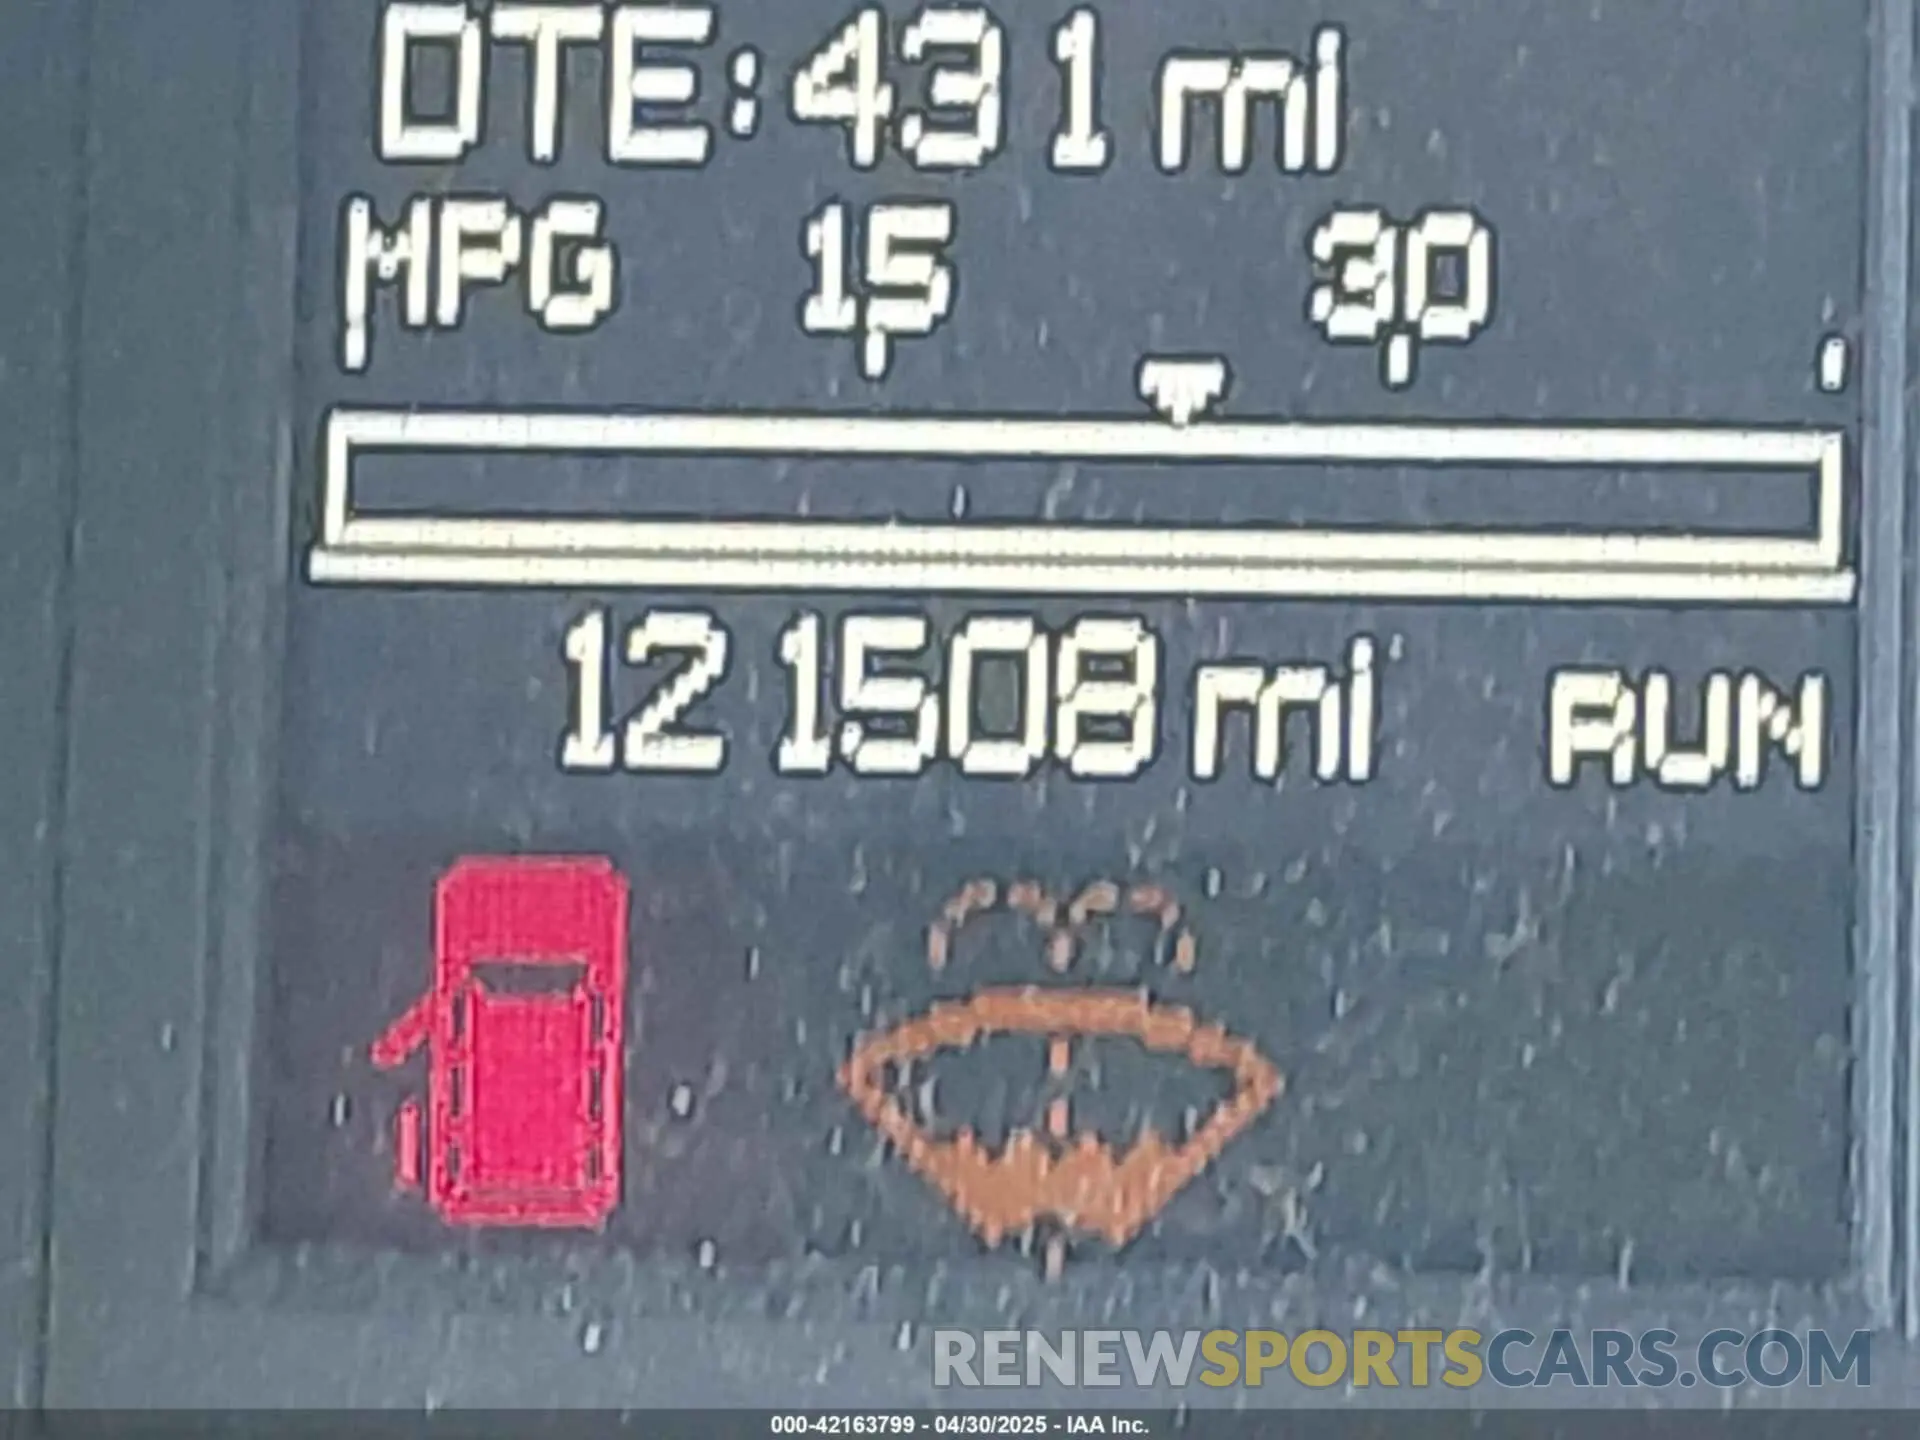 DTE:431 mi
MPG 15 30
121508 mi RUN
RENEWSPORTSCARS.COM
000-42163799 - 04/30/2025 - IAA Inc.